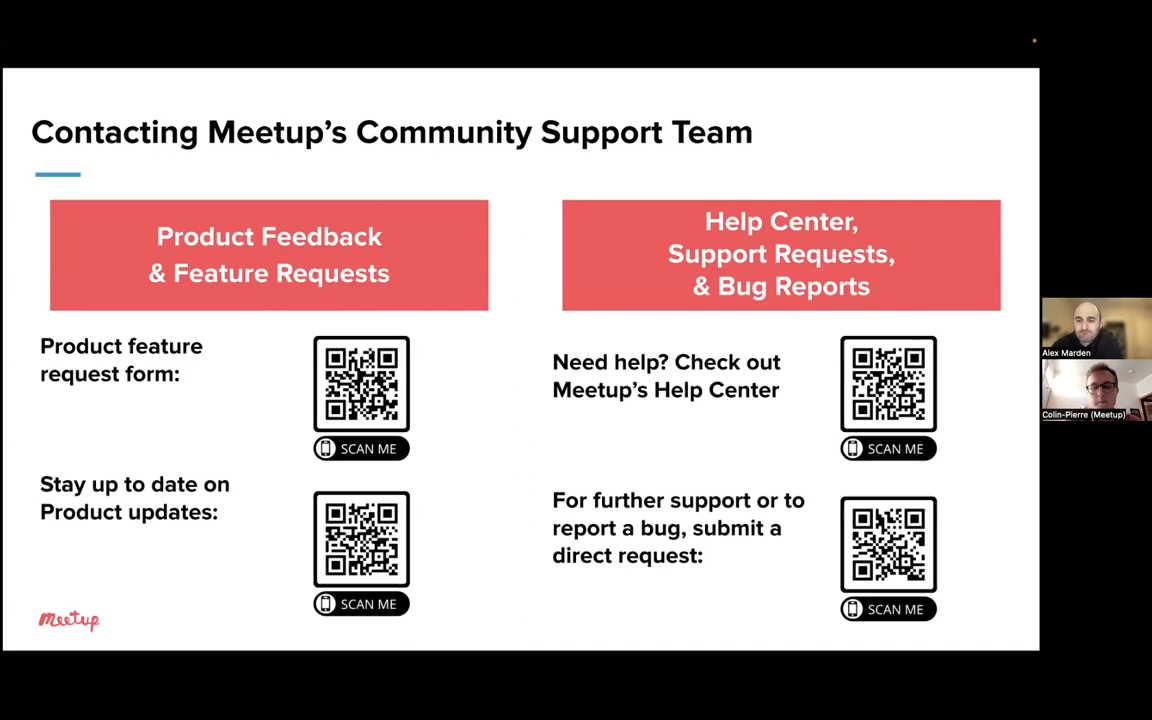 Contacting Meetup’s Community Support Team
Product Feedback
& Feature Requests
Product feature
request form:
SCAN ME
Stay up to date on
Product updates:
SCAN ME
Help Center,
Support Requests,
& Bug Reports
Need help? Check out
Meetup’s Help Center
SCAN ME
For further support or to
report a bug, submit a
direct request:
SCAN ME
Meetup
Alex Marden
Colin-Pierre (Meetup)